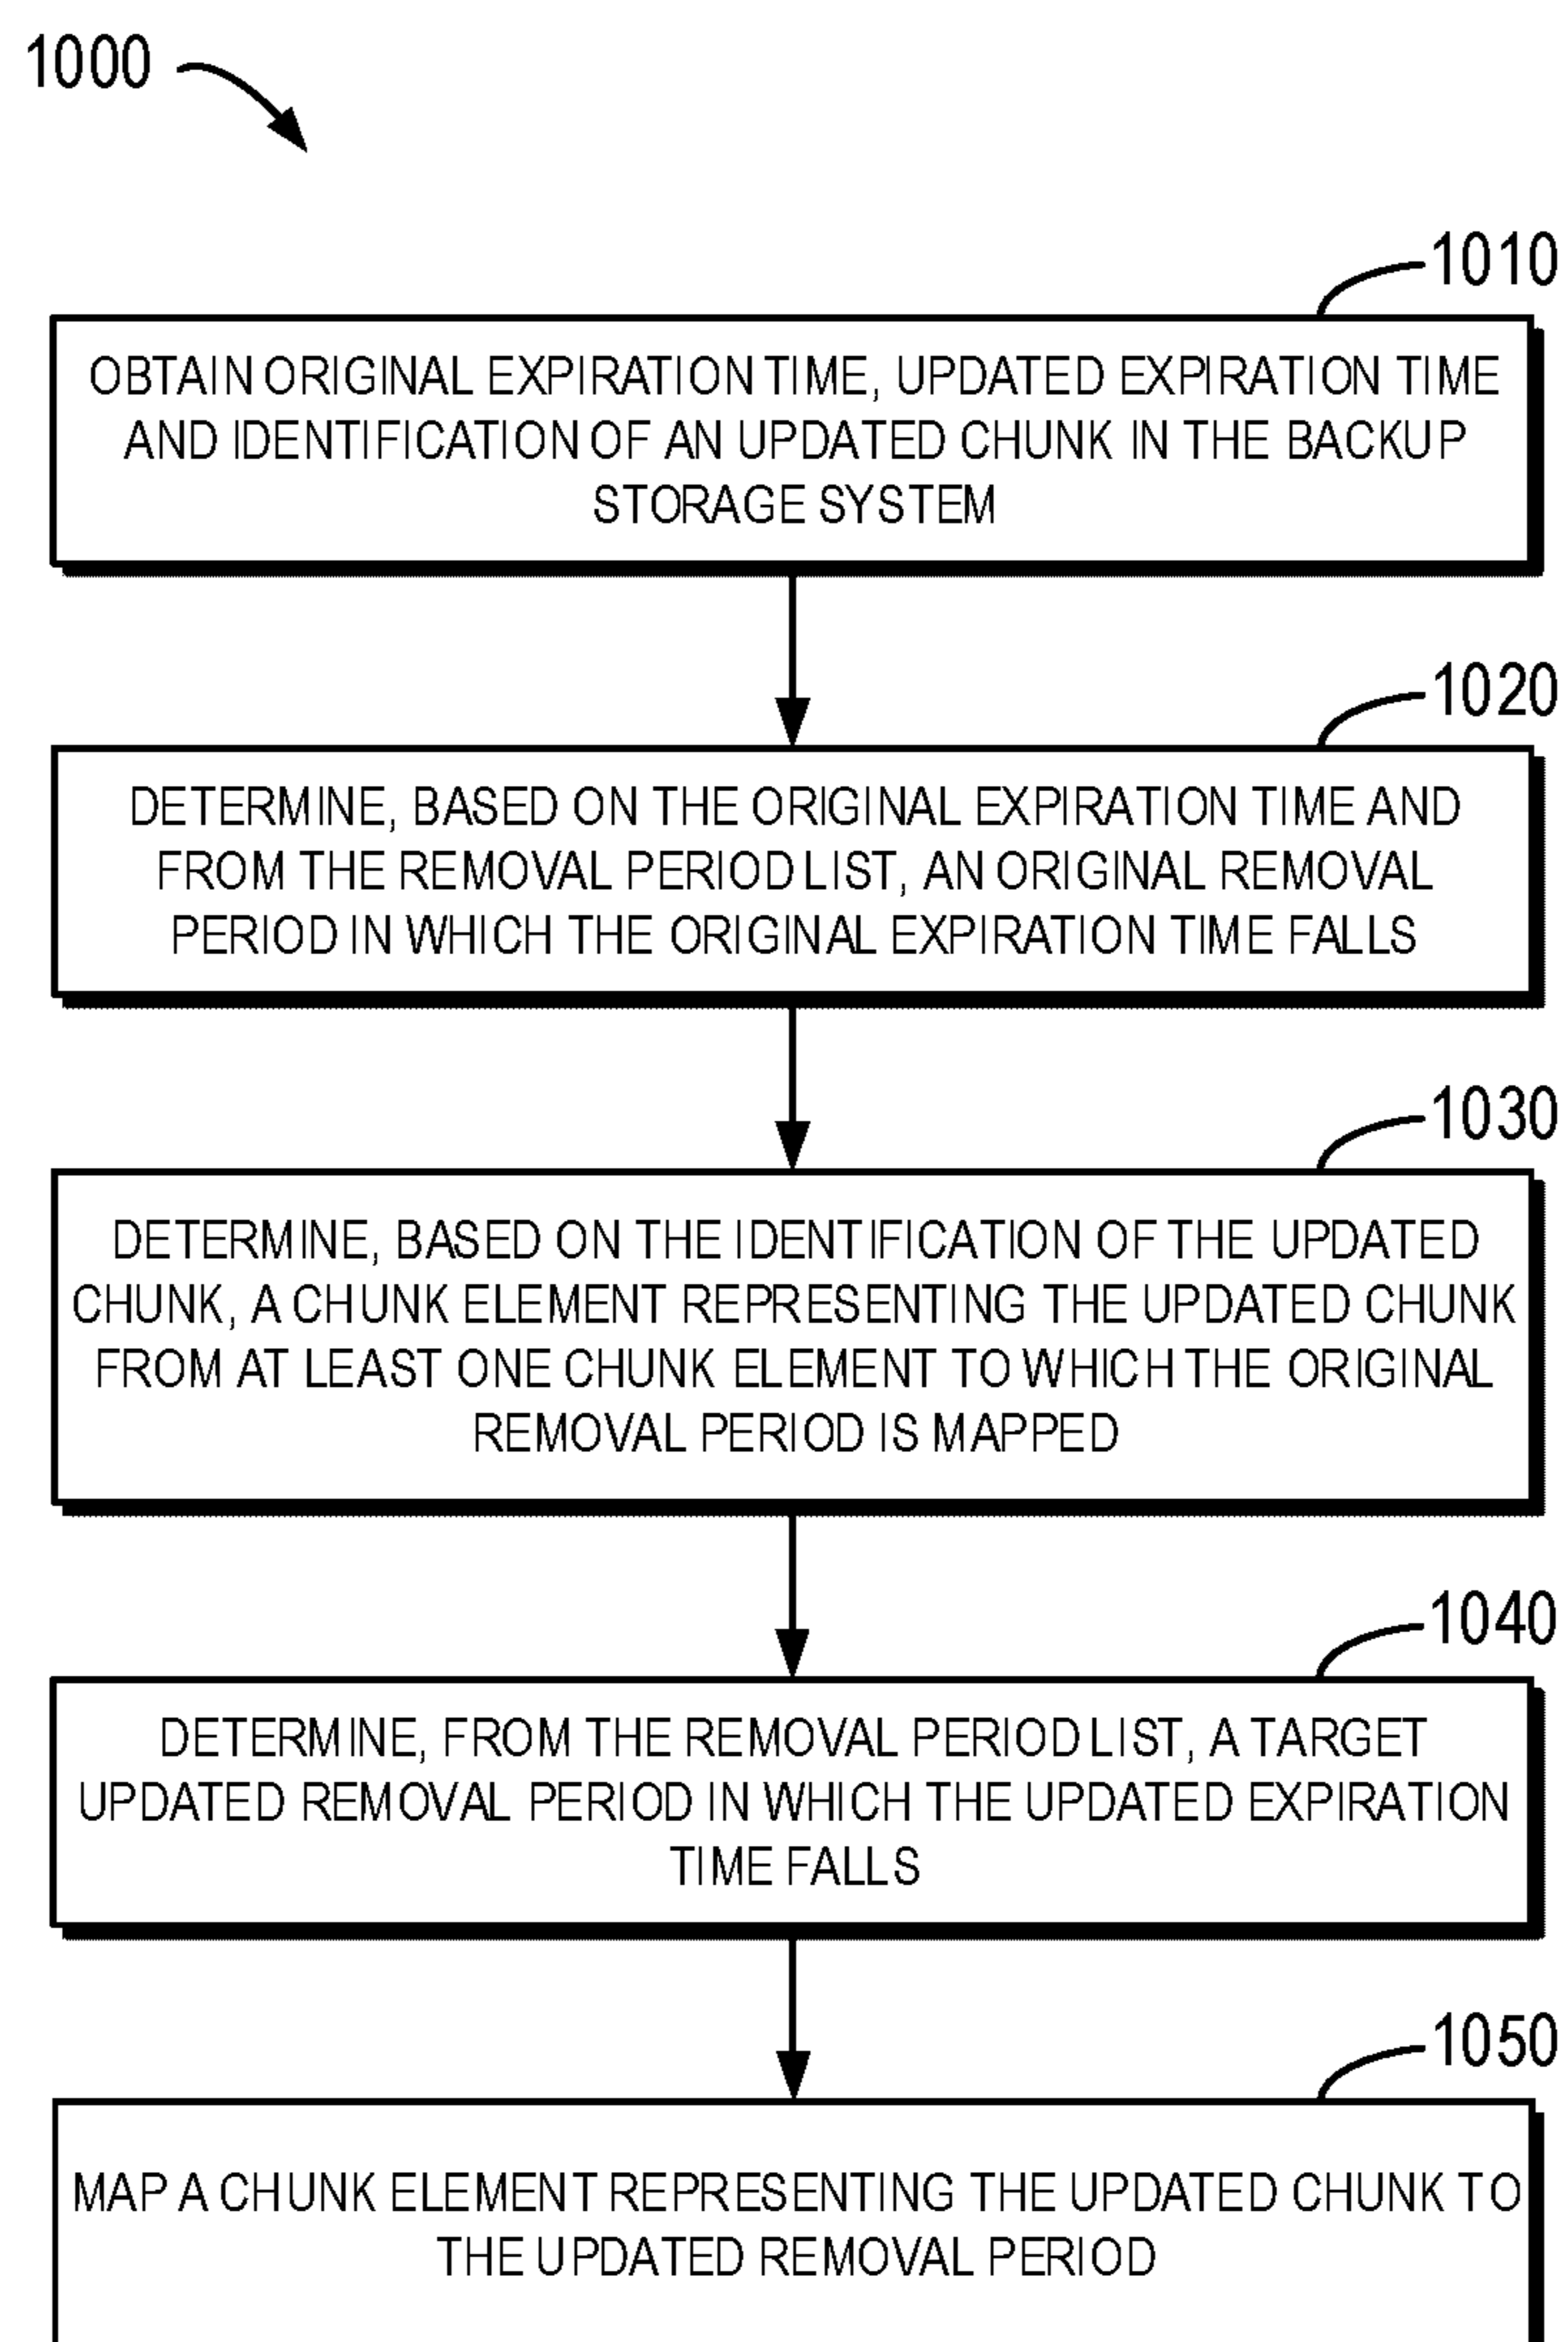 1000
1010
OBTAIN ORIGINAL EXPIRATION TIME, UPDATED EXPIRATION TIME
AND IDENTIFICATION OF AN UPDATED CHUNK IN THE BACKUP
STORAGE SYSTEM
1020
DETERMINE, BASED ON THE ORIGINAL EXPIRATION TIME AND
FROM THE REMOVAL PERIOD LIST, AN ORIGINAL REMOVAL
PERIOD IN WHICH THE ORIGINAL EXPIRATION TIME FALLS
1030
DETERMINE, BASED ON THE IDENTIFICATION OF THE UPDATED
CHUNK, A CHUNK ELEMENT REPRESENTING THE UPDATED CHUNK
FROM AT LEAST ONE CHUNK ELEMENT TO WHICH THE ORIGINAL
REMOVAL PERIOD IS MAPPED
1040
DETERMINE, FROM THE REMOVAL PERIOD LIST, A TARGET
UPDATED REMOVAL PERIOD IN WHICH THE UPDATED EXPIRATION
TIME FALLS
1050
MAP A CHUNK ELEMENT REPRESENTING THE UPDATED CHUNK TO
THE UPDATED REMOVAL PERIOD